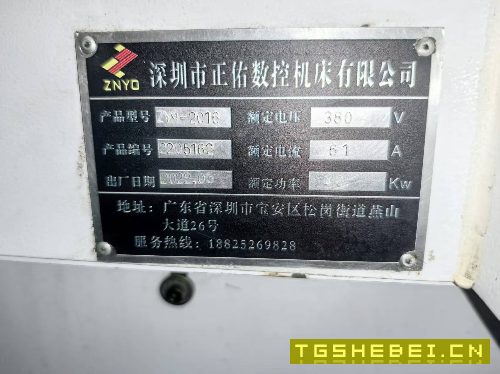 ZNYO
深圳市正佑数控机床有限公司
产品型号 额定电压 380 V
产品编号 额定电流 61 A
出厂日期 2022.05 额定功率 Kw
地址：广东省深圳市宝安区松岗街道燕山
大道26号
服务热线：18825269828
TGSHEBEI.CN